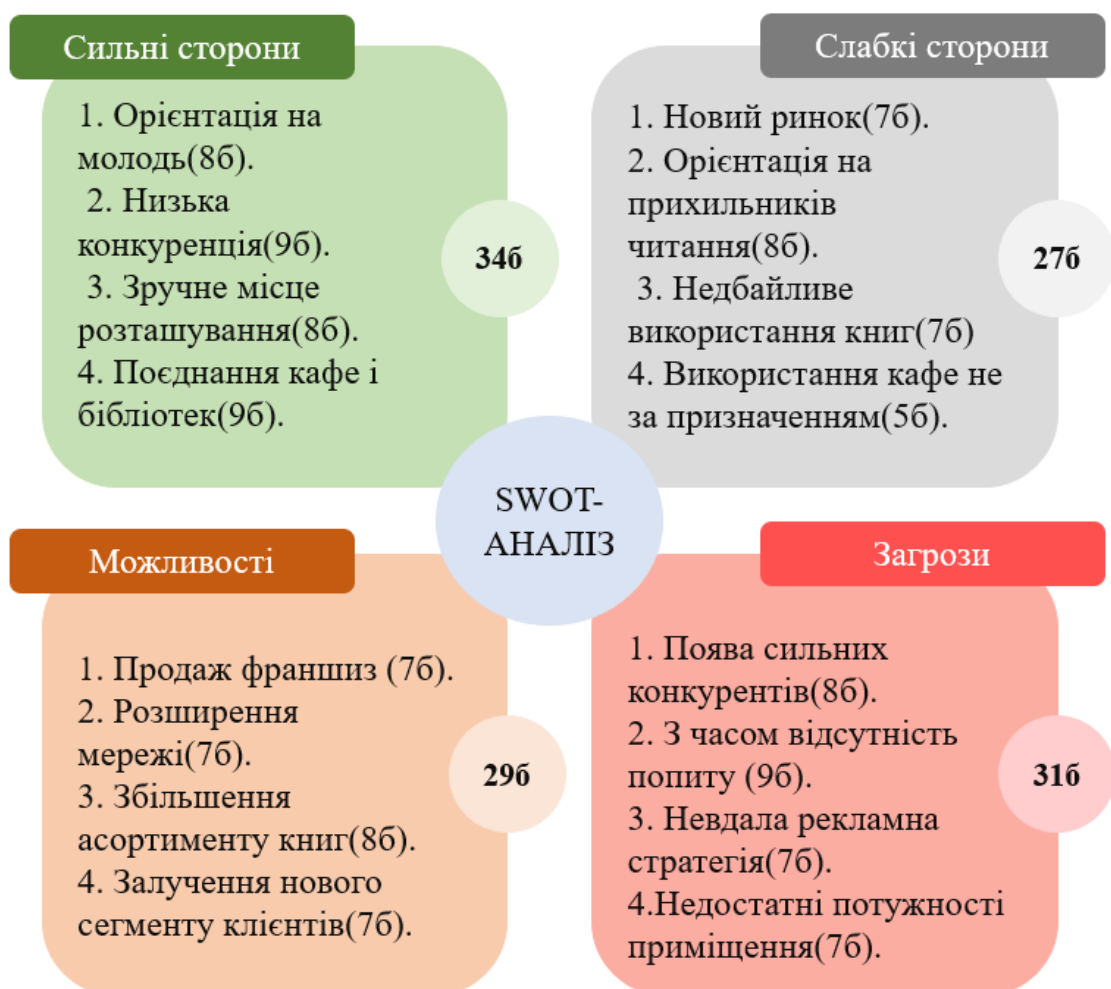 Сильні сторони
1. Орієнтація на
молодь(8б).
2. Низька
конкуренція(9б).
3. Зручне місце
розташування(8б).
4. Поєднання кафе і
бібліотек(9б).
34б
Слабкі сторони
1. Новий ринок(7б).
2. Орієнтація на
прихильників
читання(8б).
3. Недбайливе
використання книг(7б)
4. Використання кафе не
за призначенням(5б).
27б
SWOT-
АНАЛІЗ
Можливості
1. Продаж франшиз (7б).
2. Розширення
мережі(7б).
3. Збільшення
асортименту книг(8б).
4. Залучення нового
сегменту клієнтів(7б).
29б
Загрози
1. Поява сильних
конкурентів(8б).
2. З часом відсутність
попиту (9б).
3. Невдала рекламна
стратегія(7б).
4.Недостатні потужності
приміщення(7б).
31б